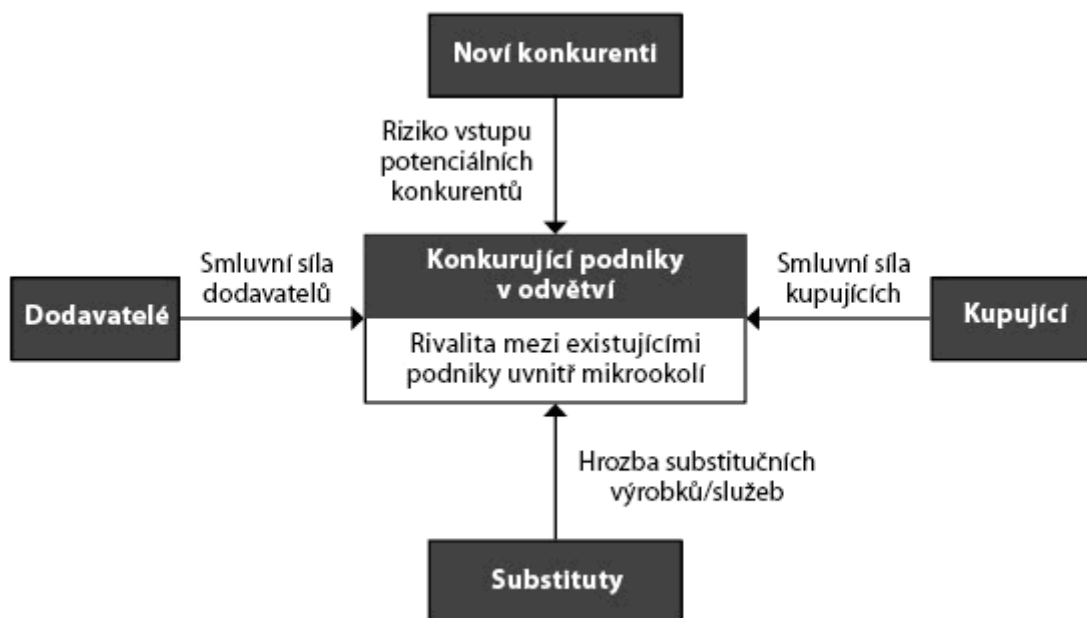 Noví konkurenti
Riziko vstupu
potenciálních
konkurentů
Smluvní síla
dodavatelů
Dodavatelé
Konkurující podniky
v odvětví
Rivalita mezi existujícími
podniky uvnitř mikrookolí
Smluvní síla
kupujících
Kupující
Hrozba substitučních
výrobků/služeb
Substituty